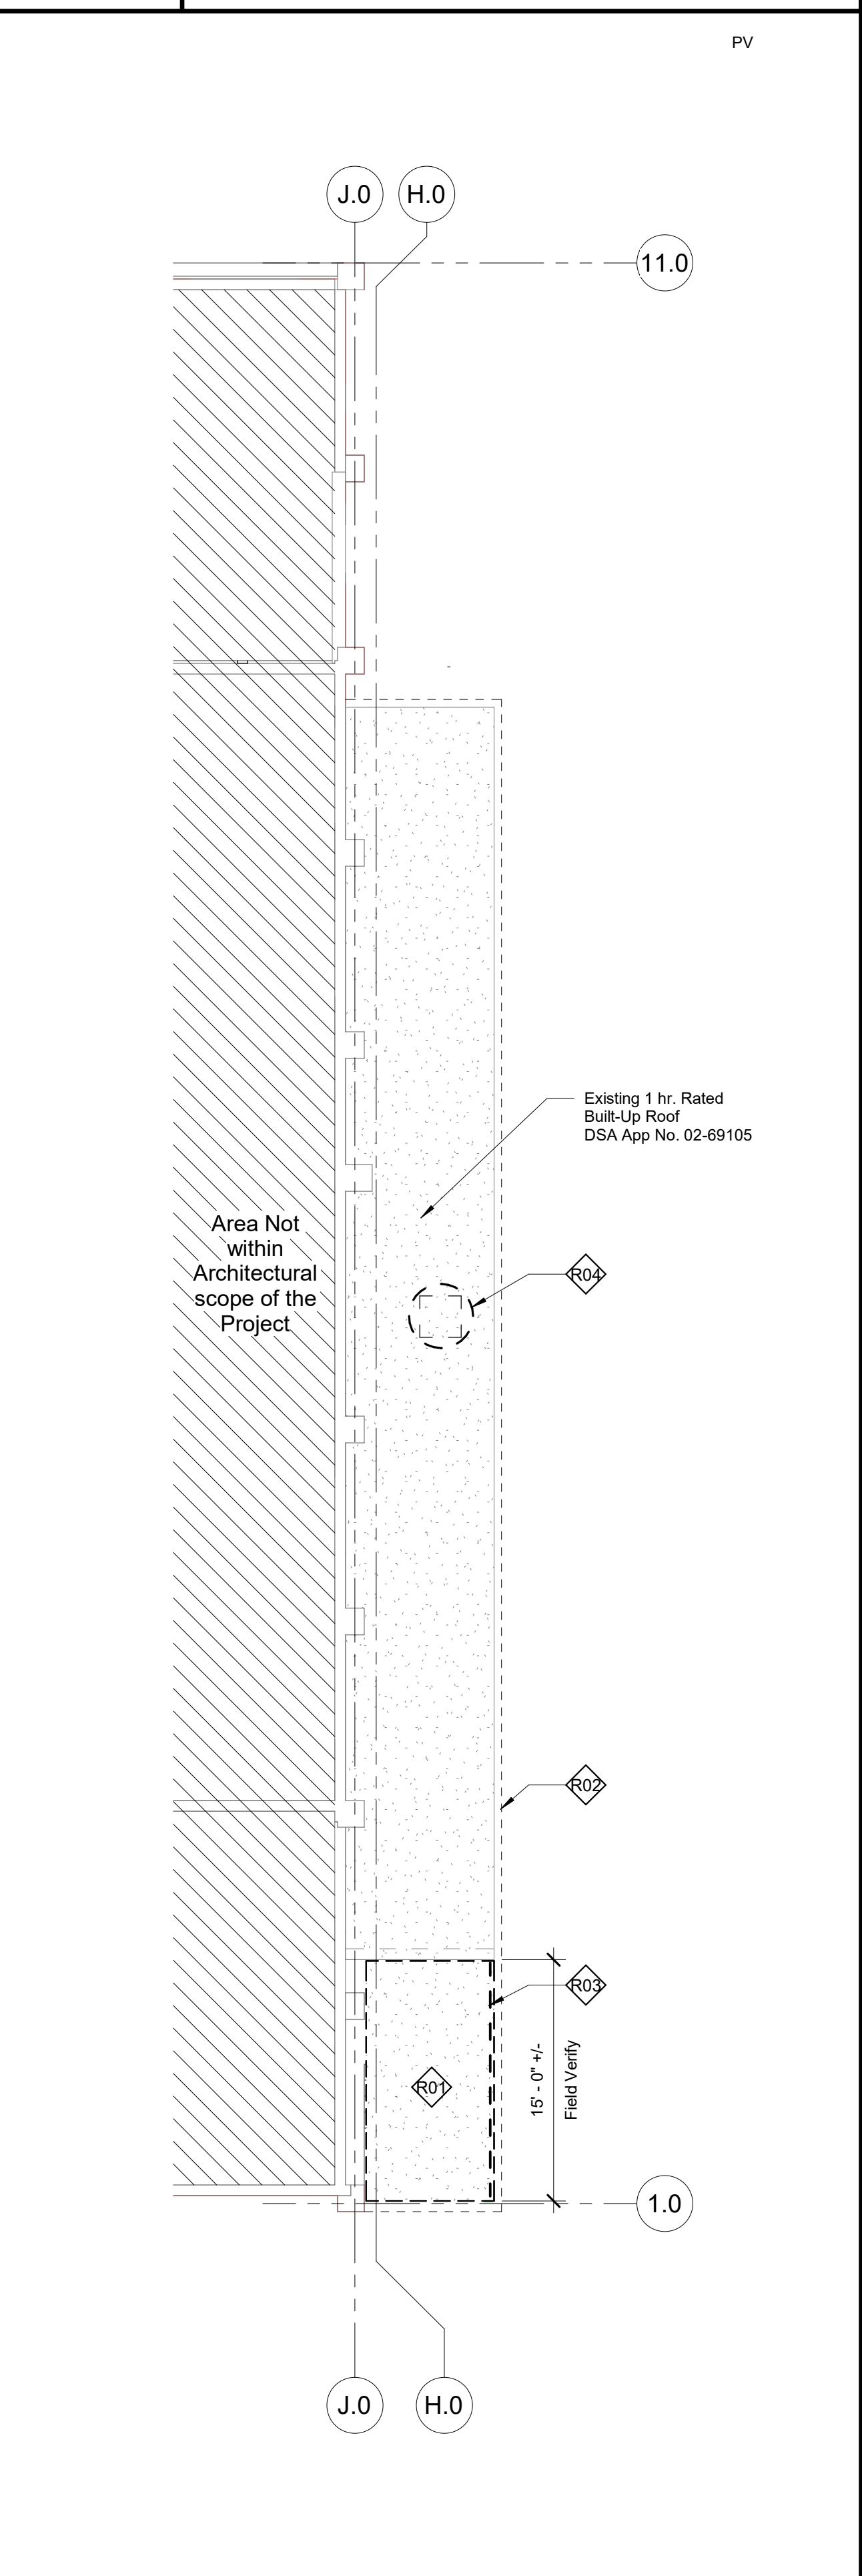 PV
J.0
H.0
11.0
Existing 1 hr. Rated
Built-Up Roof
DSA App No. 02-69105
Area Not
within
Architectural
scope of the
Project
R04
R02
R03
15' - 0" +/-
Field Verify
R01
1.0
J.0
H.0